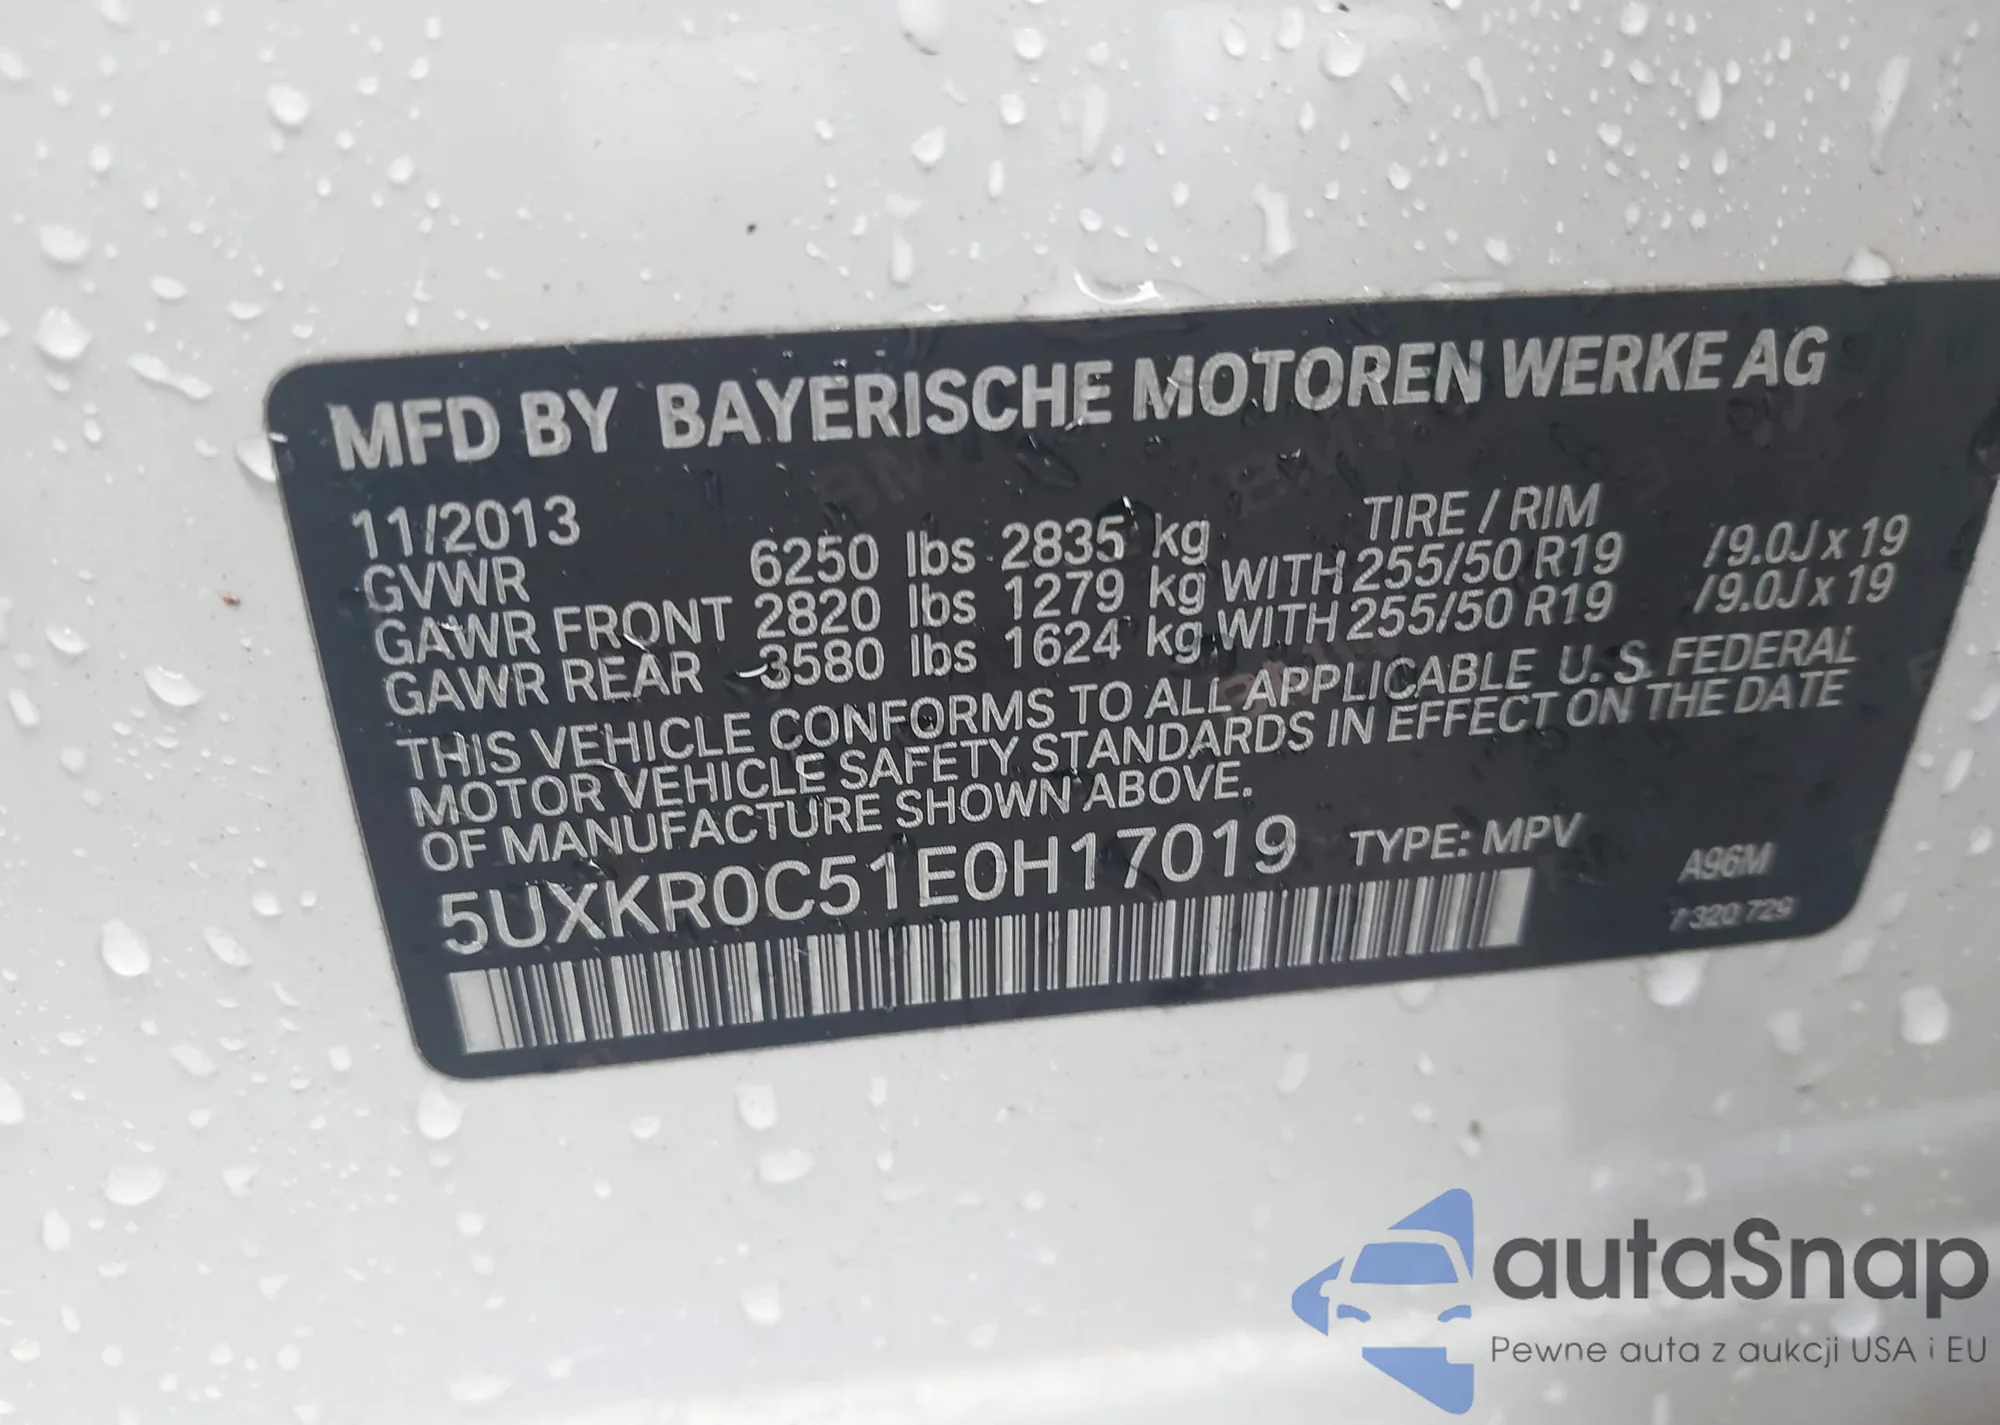 MFD BY BAYERISCHE MOTOREN WERKE AG
11/2013 TIRE / RIM
GVWR 6250 lbs 2835 kg
GAWR FRONT 2820 lbs 1279 kg WITH 255/50 R19 /9.0J x 19
GAWR REAR 3580 lbs 1624 kg WITH 255/50 R19 /9.0J x 19
THIS VEHICLE CONFORMS TO ALL APPLICABLE U. S. FEDERAL
MOTOR VEHICLE SAFETY STANDARDS IN EFFECT ON THE DATE
OF MANUFACTURE SHOWN ABOVE.
5UXKR0C51E0H17019 TYPE: MPV A96M
7 320 729
autaSnap
Pewne auta z aukcji USA i EU